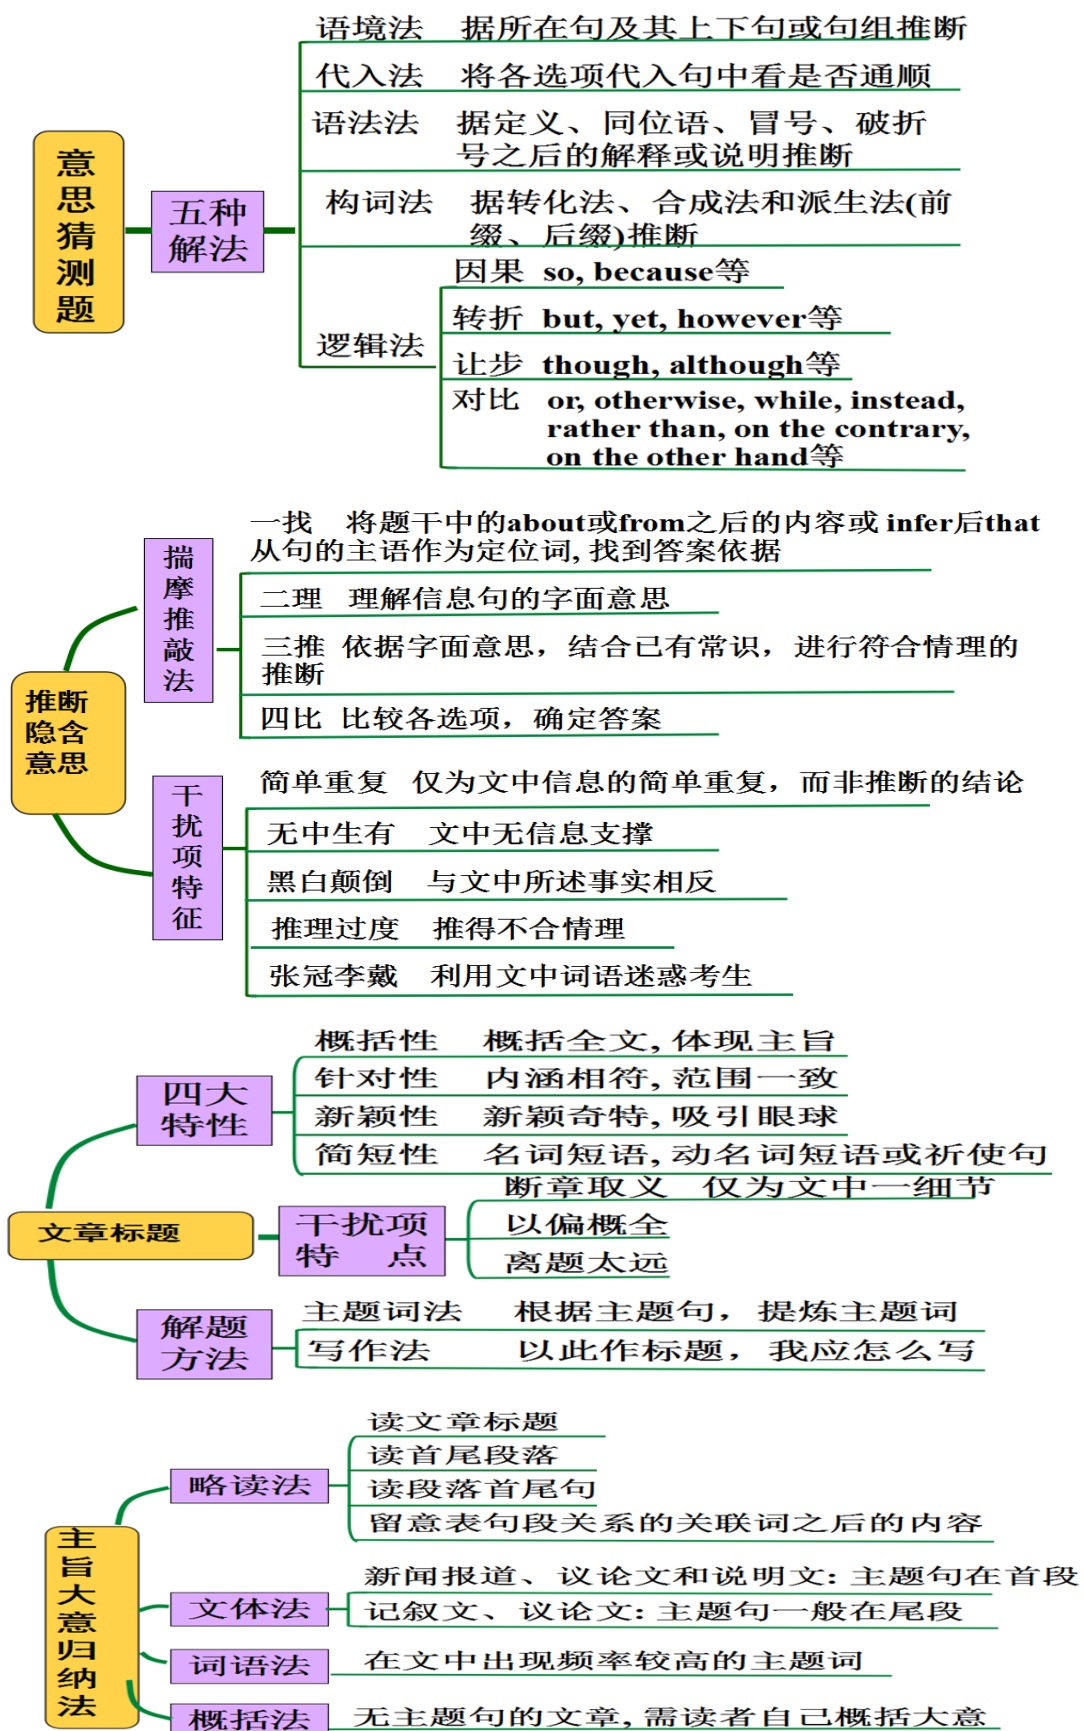 意思猜测题
五种解法
语境法 据所在句及其上下句或句组推断
代入法 将各选项代入句中看是否通顺
语法法 据定义、同位语、冒号、破折
号之后的解释或说明推断
构词法 据转化法、合成法和派生法(前
缀、后缀)推断
逻辑法
因果 so, because等
转折 but, yet, however等
让步 though, although等
对比 or, otherwise, while, instead,
rather than, on the contrary,
on the other hand等
推断
隐含
意思
揣摩推敲法
一找 将题干中的about或from之后的内容或 infer后that
从句的主语作为定位词, 找到答案依据
二理 理解信息句的字面意思
三推 依据字面意思，结合已有常识，进行符合情理的
推断
四比 比较各选项，确定答案
干扰项特征
简单重复 仅为文中信息的简单重复，而非推断的结论
无中生有 文中无信息支撑
黑白颠倒 与文中所述事实相反
推理过度 推得不合情理
张冠李戴 利用文中词语迷惑考生
文章标题
四大
特性
概括性 概括全文, 体现主旨
针对性 内涵相符, 范围一致
新颖性 新颖奇特, 吸引眼球
简短性 名词短语, 动名词短语或祈使句
干扰项
特 点
断章取义 仅为文中一细节
以偏概全
离题太远
解题
方法
主题词法 根据主题句，提炼主题词
写作法 以此作标题，我应怎么写
主旨大意归纳法
略读法
读文章标题
读首尾段落
读段落首尾句
留意表句段关系的关联词之后的内容
文体法
新闻报道、议论文和说明文: 主题句在首段
记叙文、议论文: 主题句一般在尾段
词语法 在文中出现频率较高的主题词
概括法 无主题句的文章, 需读者自己概括大意